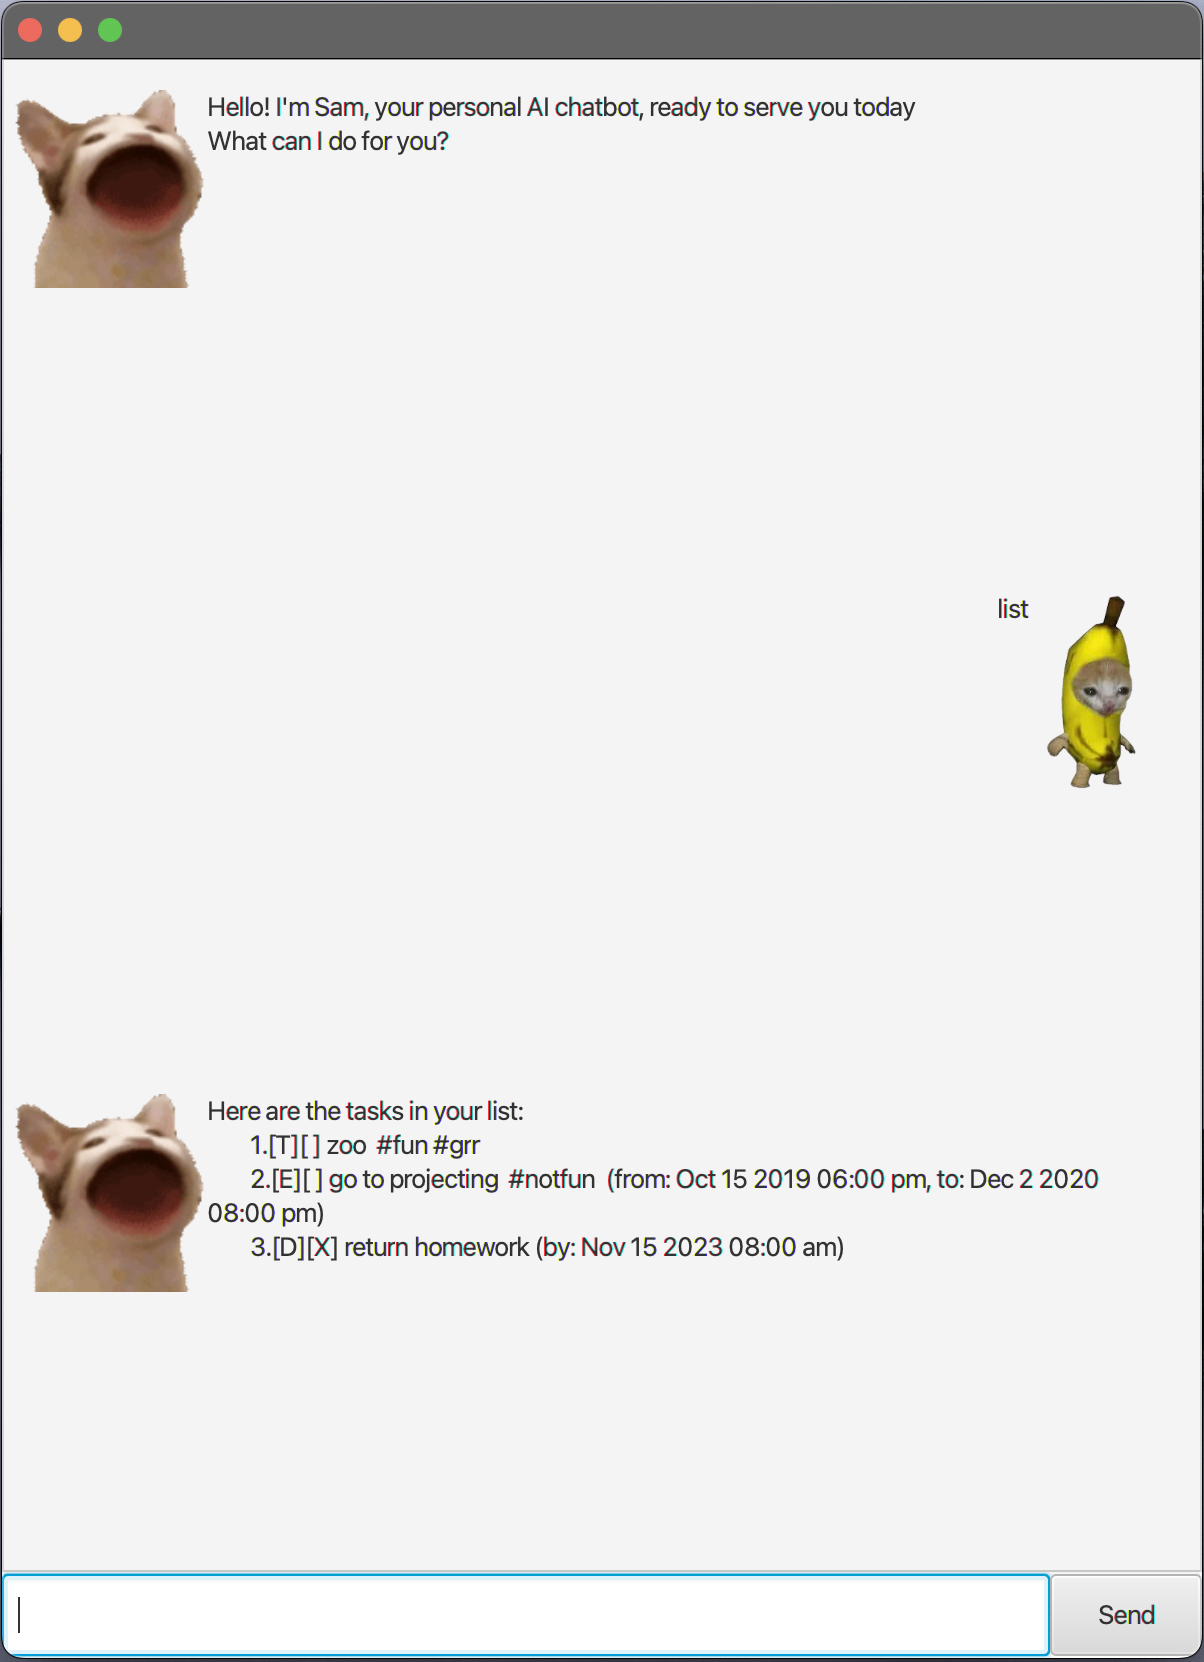 Hello! I'm Sam, your personal AI chatbot, ready to serve you today
What can I do for you?
list
Here are the tasks in your list:
1.[T][ ] zoo  #fun #grr
2.[E][ ] go to projecting  #notfun  (from: Oct 15 2019 06:00 pm, to: Dec 2 2020
08:00 pm)
3.[D][X] return homework (by: Nov 15 2023 08:00 am)
Send